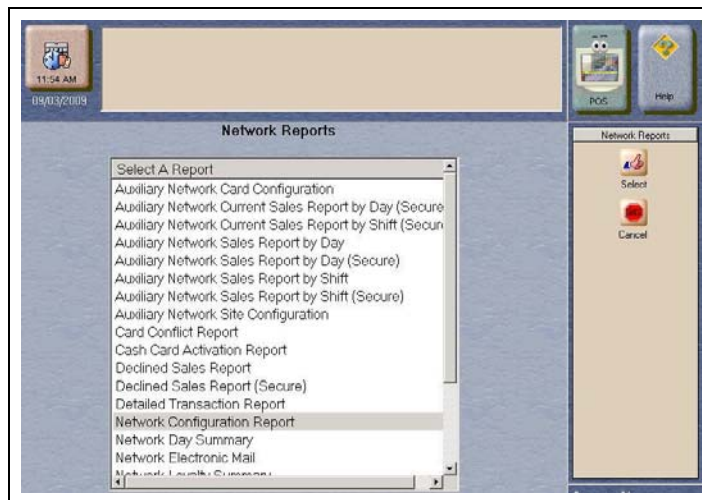 11:54 AM
09/03/2009
POS
Help
Network Reports
Network Reports
Select
Cancel
Select A Report
Auxiliary Network Card Configuration
Auxiliary Network Current Sales Report by Day (Secure
Auxiliary Network Current Sales Report by Shift (Secure
Auxiliary Network Sales Report by Day
Auxiliary Network Sales Report by Day (Secure)
Auxiliary Network Sales Report by Shift
Auxiliary Network Sales Report by Shift (Secure)
Auxiliary Network Site Configuration
Card Conflict Report
Cash Card Activation Report
Declined Sales Report
Declined Sales Report (Secure)
Detailed Transaction Report
Network Configuration Report
Network Day Summary
Network Electronic Mail
Network Loyalty Summary